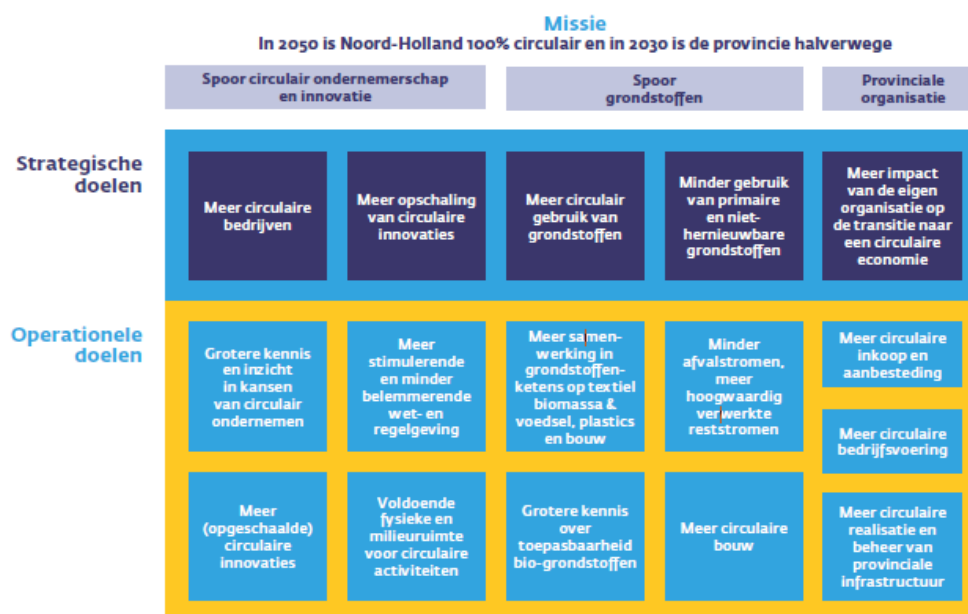 Missie
In 2050 is Noord-Holland 100% circulair en in 2030 is de provincie halverwege
Spoor circulair ondernemerschap
en innovatie
Spoor
grondstoffen
Provinciale
organisatie
Strategische
doelen
Meer circulaire
bedrijven
Meer opschaling
van circulaire
innovaties
Meer circulair
gebruik van
grondstoffen
Minder gebruik
van primaire
en niet-
hernieuwbare
grondstoffen
Meer impact
van de eigen
organisatie op
de transitie naar
een circulaire
economie
Operationele
doelen
Grotere kennis
en inzicht
in kansen
van circulair
ondernemen
Meer
stimulerende
en minder
belemmerende
wet- en
regelgeving
Meer samen-
werking in
grondstoffen-
ketens op textiel
biomassa &
voedsel, plastics
en bouw
Minder
afvalstromen,
meer
hoogwaardig
verwerkte
reststromen
Meer circulaire
inkoop en
aanbesteding
Meer circulaire
bedrijfsvoering
Meer
(opgeschaalde)
circulaire
innovaties
Voldoende
fysieke en
milieuruimte
voor circulaire
activiteiten
Grotere kennis
over
toepasbaarheid
bio-grondstoffen
Meer circulaire
bouw
Meer circulaire
realisatie en
beheer van
provinciale
infrastructuur